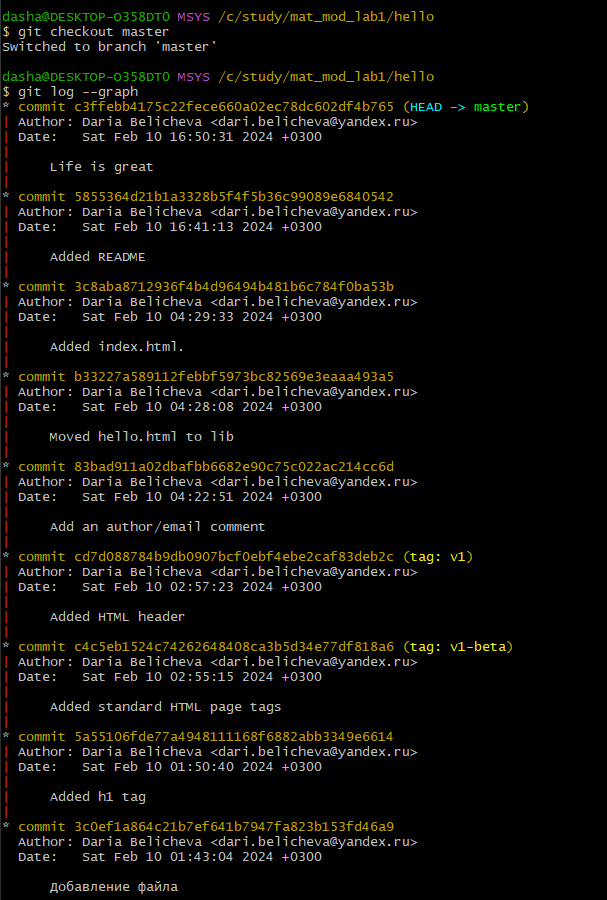 dasha@DESKTOP-O358DT0 MSYS /c/study/mat_mod_lab1/hello
$ git checkout master
Switched to branch 'master'

dasha@DESKTOP-O358DT0 MSYS /c/study/mat_mod_lab1/hello
$ git log --graph
* commit c3ffebb4175c22fece660a02ec78dc602df4b765 (HEAD -> master)
| Author: Daria Belicheva <dari.belicheva@yandex.ru>
| Date:   Sat Feb 10 16:50:31 2024 +0300
|
|     Life is great
|
* commit 5855364d21b1a3328b5f4f5b36c99089e6840542
| Author: Daria Belicheva <dari.belicheva@yandex.ru>
| Date:   Sat Feb 10 16:41:13 2024 +0300
|
|     Added README
|
* commit 3c8aba8712936f4b4d96494b481b6c784f0ba53b
| Author: Daria Belicheva <dari.belicheva@yandex.ru>
| Date:   Sat Feb 10 04:29:33 2024 +0300
|
|     Added index.html.
|
* commit b33227a589112febbf5973bc82569e3eaaa493a5
| Author: Daria Belicheva <dari.belicheva@yandex.ru>
| Date:   Sat Feb 10 04:28:08 2024 +0300
|
|     Moved hello.html to lib
|
* commit 83bad911a02dbafbb6682e90c75c022ac214cc6d
| Author: Daria Belicheva <dari.belicheva@yandex.ru>
| Date:   Sat Feb 10 04:22:51 2024 +0300
|
|     Add an author/email comment
|
* commit cd7d088784b9db0907bcf0ebf4ebe2caf83deb2c (tag: v1)
| Author: Daria Belicheva <dari.belicheva@yandex.ru>
| Date:   Sat Feb 10 02:57:23 2024 +0300
|
|     Added HTML header
|
* commit c4c5eb1524c74262648408ca3b5d34e77df818a6 (tag: v1-beta)
| Author: Daria Belicheva <dari.belicheva@yandex.ru>
| Date:   Sat Feb 10 02:55:15 2024 +0300
|
|     Added standard HTML page tags
|
* commit 5a55106fde77a4948111168f6882abb3349e6614
| Author: Daria Belicheva <dari.belicheva@yandex.ru>
| Date:   Sat Feb 10 01:50:40 2024 +0300
|
|     Added h1 tag
|
* commit 3c0ef1a864c21b7ef641b7947fa823b153fd46a9
  Author: Daria Belicheva <dari.belicheva@yandex.ru>
  Date:   Sat Feb 10 01:43:04 2024 +0300

      Добавление файла